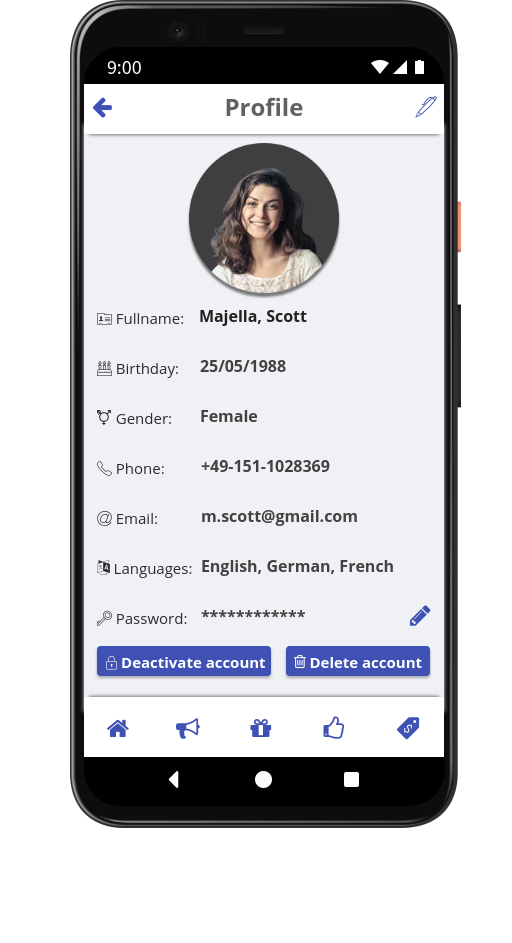 9:00
Profile
Fullname: Majella, Scott
Birthday: 25/05/1988
Gender: Female
Phone: +49-151-1028369
Email: m.scott@gmail.com
Languages: English, German, French
Password: ************
Deactivate account Delete account